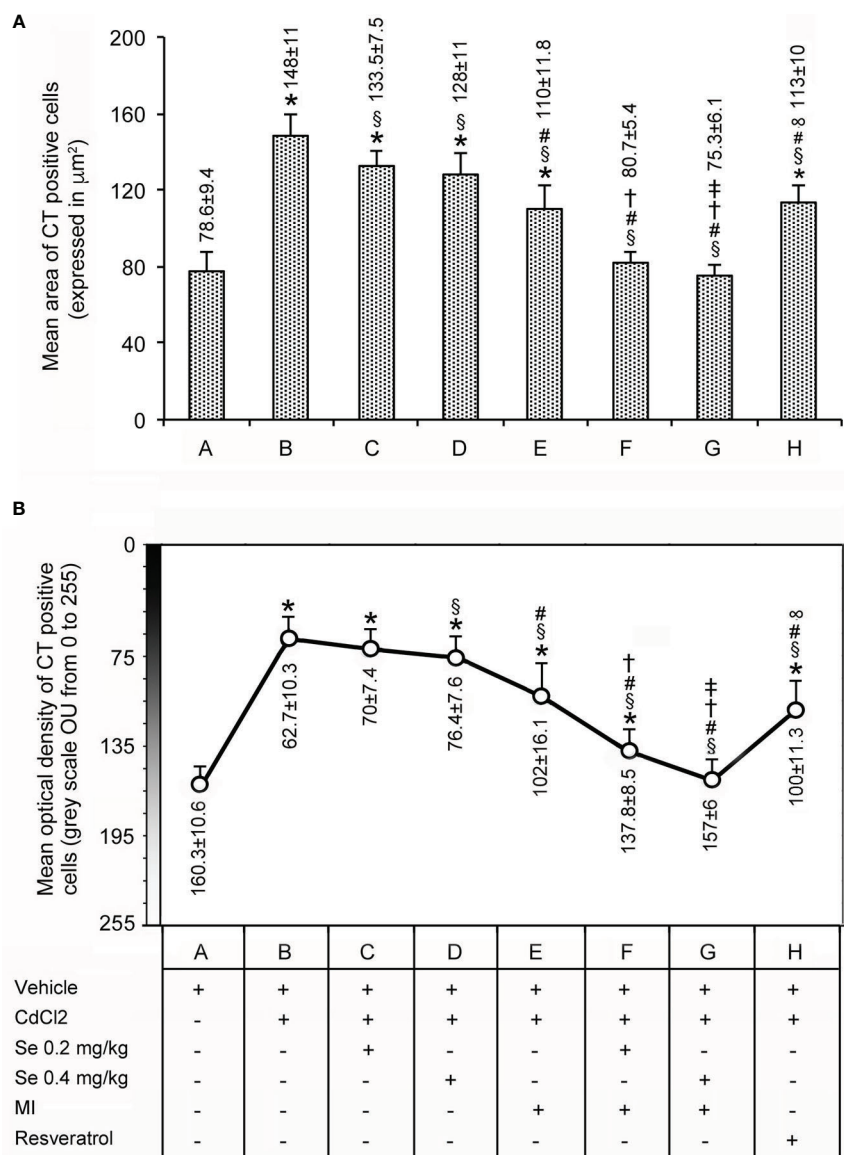 A
Mean area of CT positive cells
(expressed in µm²)
200
160
120
80
40
0
78.6±9.4
* 148±11
* § 133.5±7.5
* § 128±11
* § # 110±11.8
§ # † 80.7±5.4
§ # † ‡ 75.3±6.1
* § # 113±10
A B C D E F G H
B
Mean optical density of CT positive
cells (grey scale OU from 0 to 255)
0
75
135
195
255
160.3±10.6
*
62.7±10.3
*
70±7.4
* §
76.4±7.6
* § #
102±16.1
* § # †
137.8±8.5
§ # † ‡
157±6
* § #
100±11.3
A B C D E F G H
Vehicle + + + + + + + +
CdCl2 - + + + + + + +
Se 0.2 mg/kg - - + - - + - -
Se 0.4 mg/kg - - - + - - + -
MI - - - - + + + -
Resveratrol - - - - - - - +